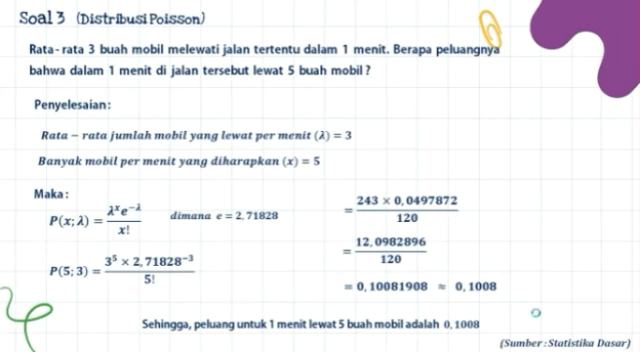 Soal 3 (Distribusi Poisson)
Rata-rata 3 buah mobil melewati jalan tertentu dalam 1 menit. Berapa peluangnya
bahwa dalam 1 menit di jalan tersebut lewat 5 buah mobil?
Penyelesaian:
Rata – rata jumlah mobil yang lewat per menit (λ) = 3
Banyak mobil per menit yang diharapkan (x) = 5
Maka:
P(x; λ) = λˣe⁻λ / x! dimana e = 2,71828
P(5; 3) = 3⁵ × 2,71828⁻³ / 5!
= 243 × 0,0497872 / 120
= 12,0982896 / 120
= 0,10081908 ≈ 0,1008
Sehingga, peluang untuk 1 menit lewat 5 buah mobil adalah 0,1008
(Sumber: Statistika Dasar)